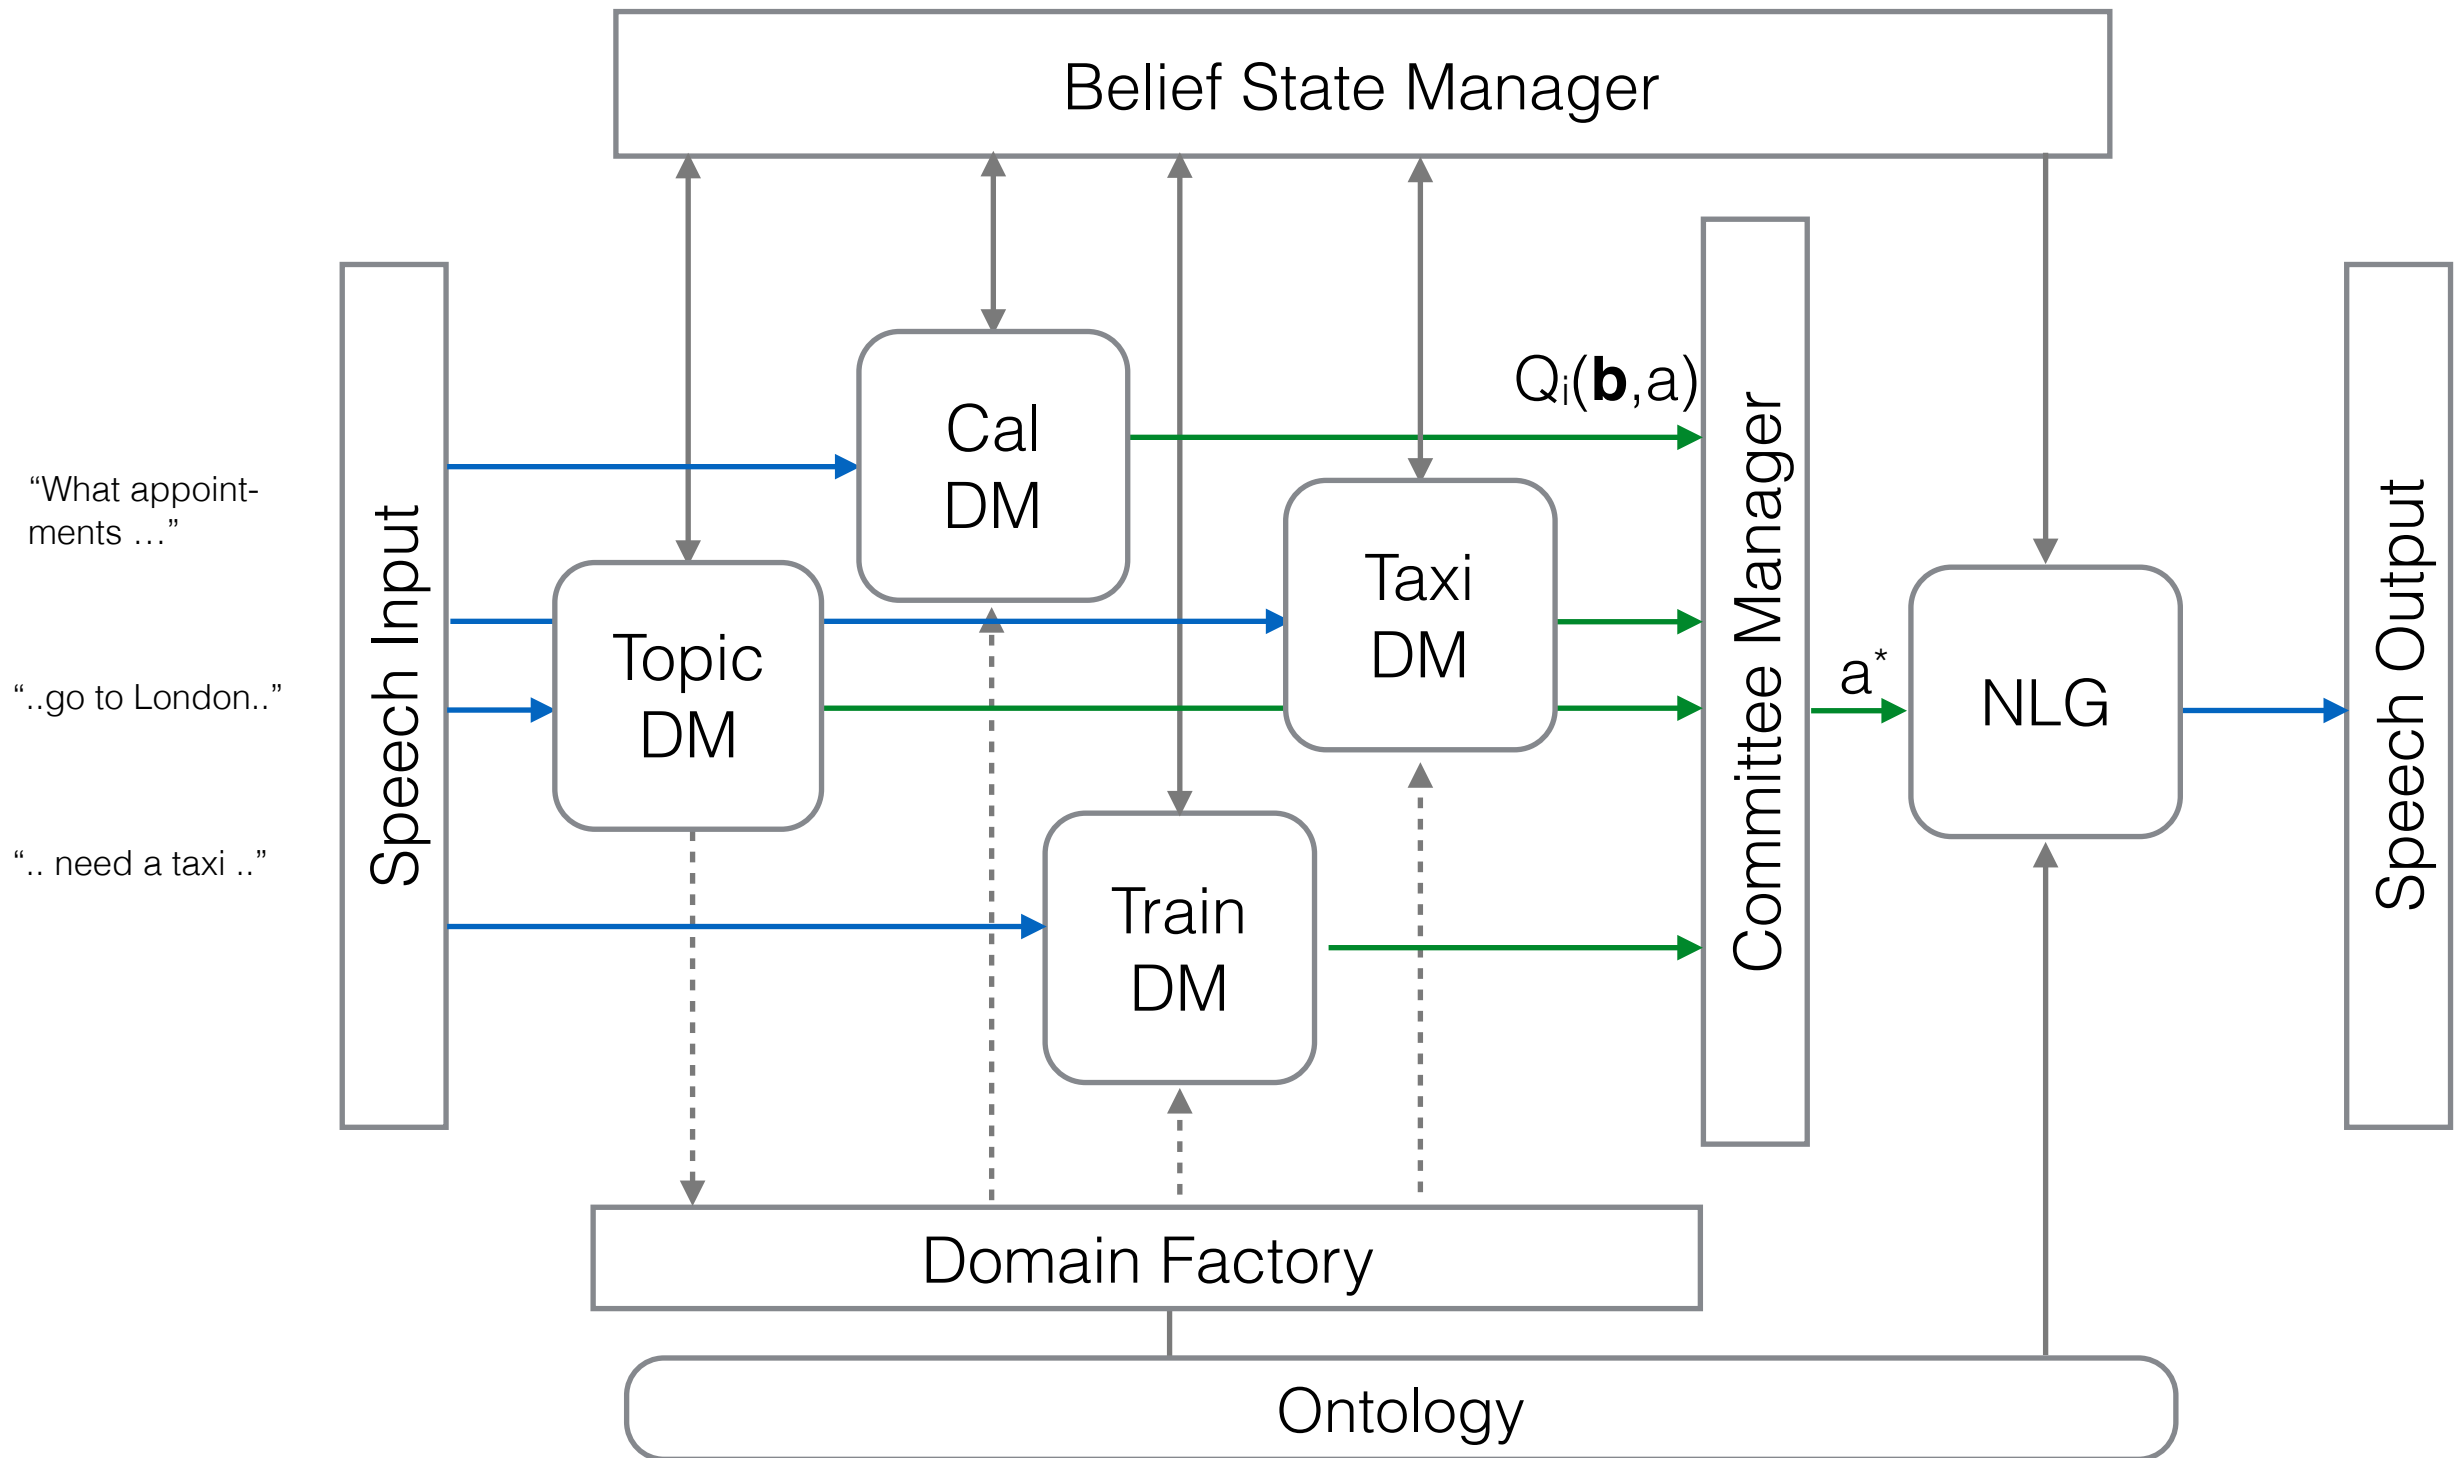 Belief State Manager
Speech Input
“What appoint-
ments …”
“..go to London..”
“.. need a taxi ..”
Cal
DM
Topic
DM
Taxi
DM
Train
DM
Qᵢ(b,a)
Committee Manager
a*
NLG
Speech Output
Domain Factory
Ontology